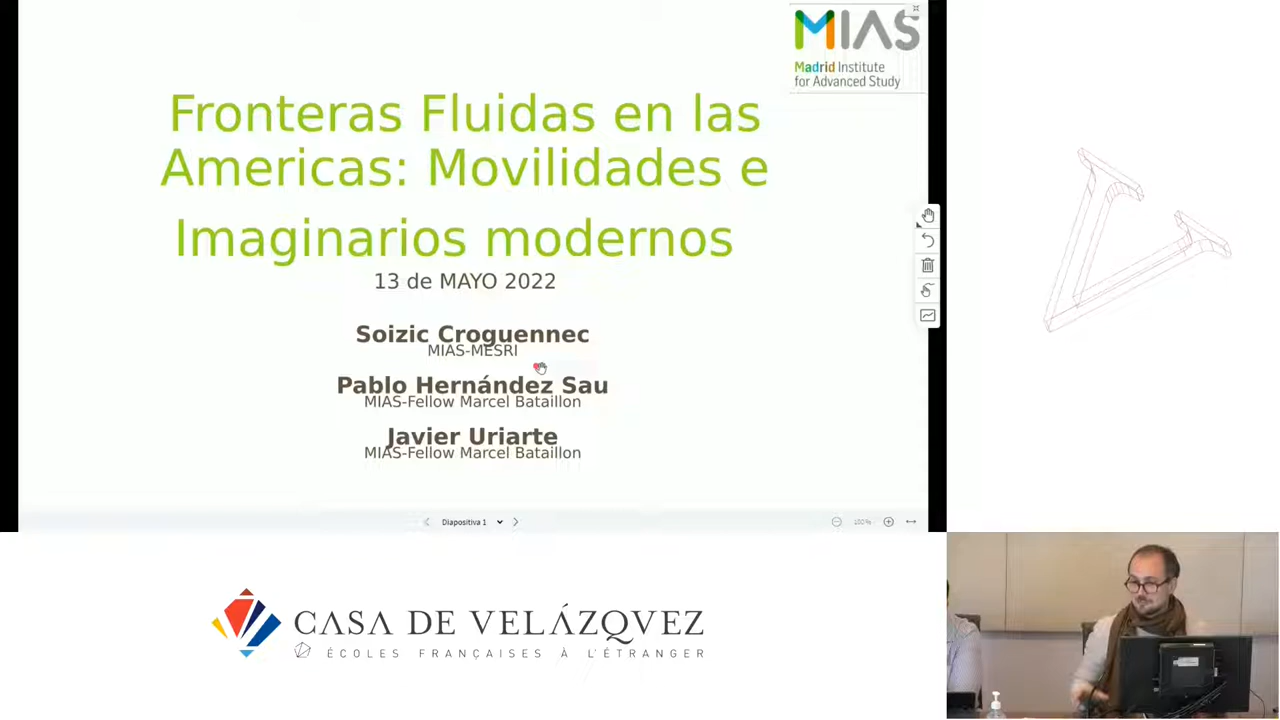 MIAS
Madrid Institute
for Advanced Study
Fronteras Fluidas en las
Americas: Movilidades e
Imaginarios modernos
13 de MAYO 2022
Soizic Croguennec
MIAS-MESRI
Pablo Hernández Sau
MIAS-Fellow Marcel Bataillon
Javier Uriarte
MIAS-Fellow Marcel Bataillon
Diapositiva 1
100%
CASA DE VELÁZQVEZ
ÉCOLES FRANÇAISES À L'ÉTRANGER